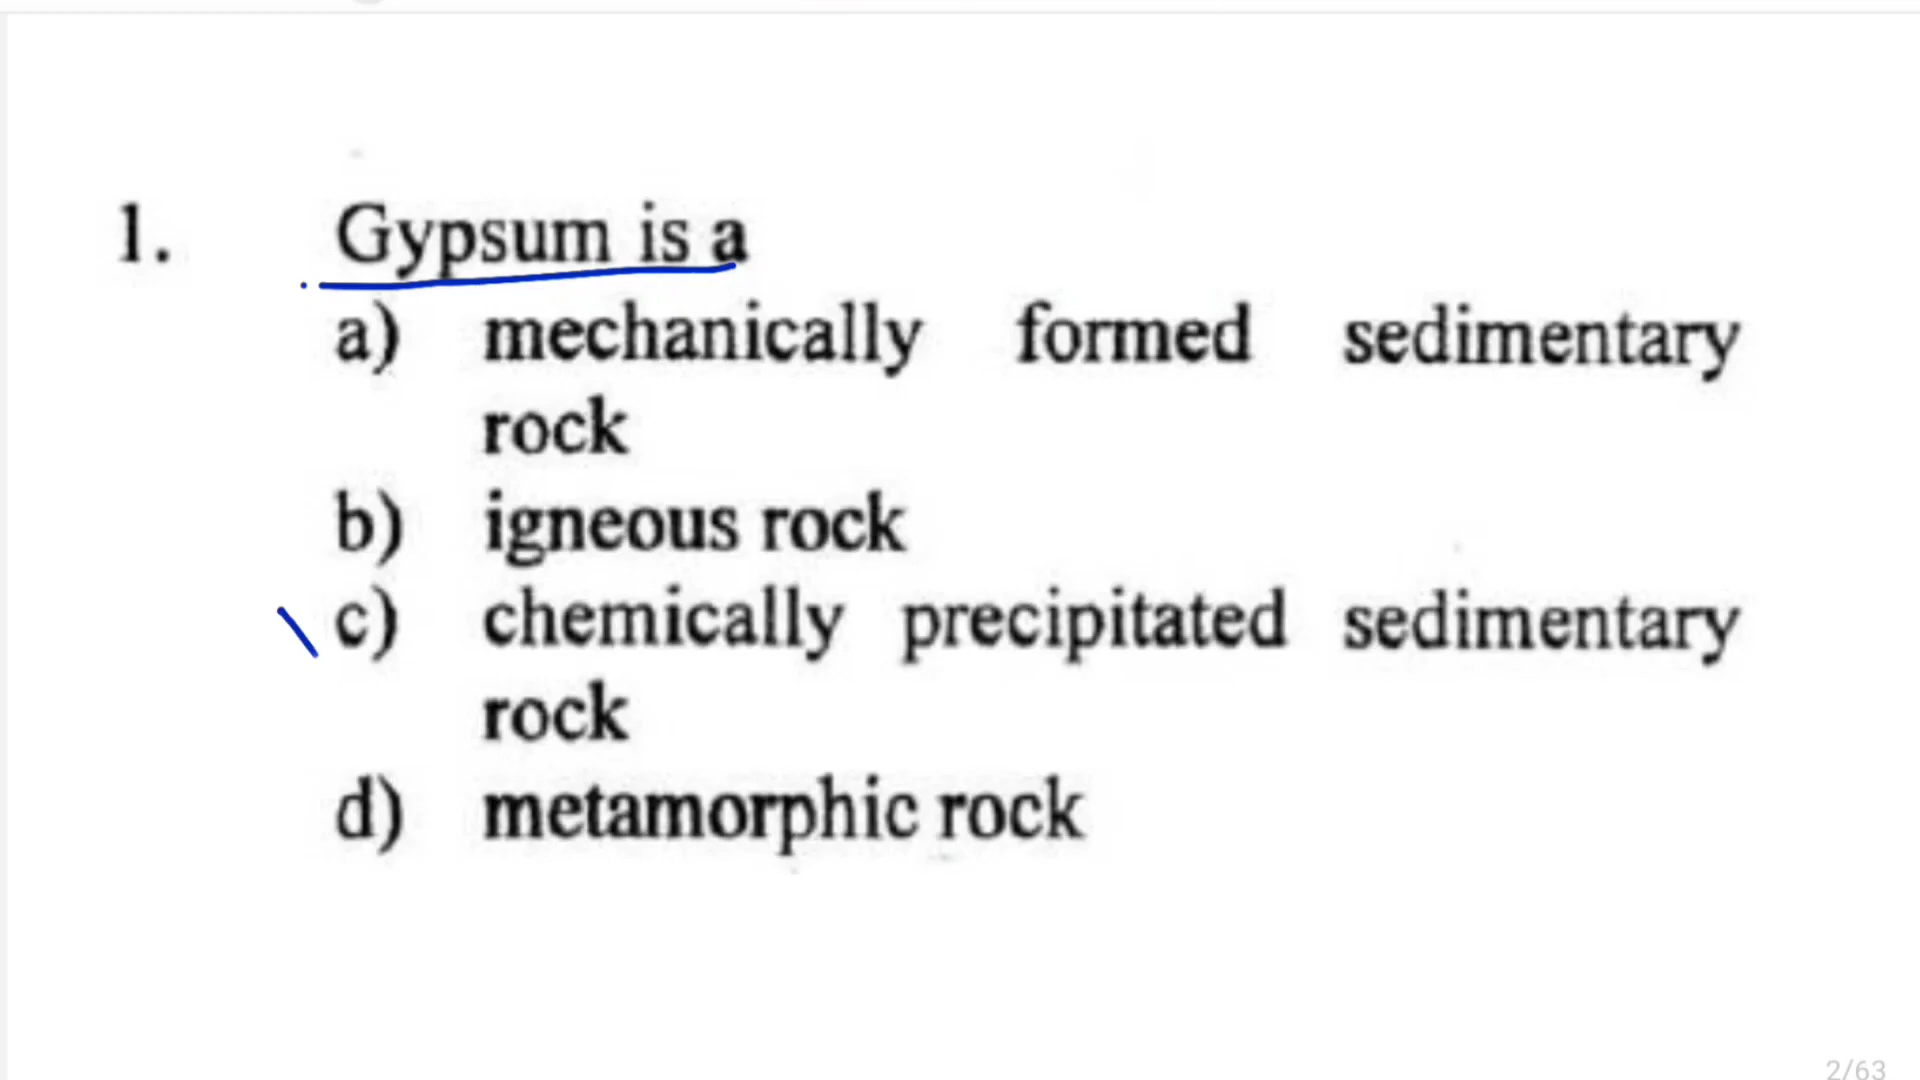 1. Gypsum is a
a) mechanically formed sedimentary
rock
b) igneous rock
c) chemically precipitated sedimentary
rock
d) metamorphic rock
2/63